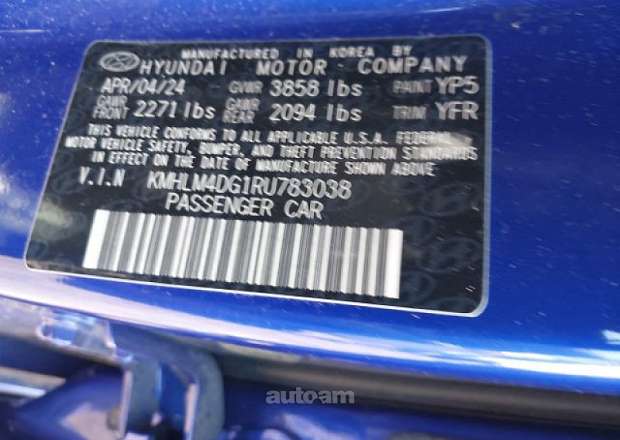 MANUFACTURED IN KOREA BY
HYUNDAI MOTOR COMPANY
APR/04/24 GVWR 3858 lbs PAINT YP5
GAWR FRONT 2271 lbs GAWR REAR 2094 lbs TRIM YFR
THIS VEHICLE CONFORMS TO ALL APPLICABLE U.S.A. FEDERAL
MOTOR VEHICLE SAFETY, BUMPER, AND THEFT PREVENTION STANDARDS
IN EFFECT ON THE DATE OF MANUFACTURE SHOWN ABOVE.
V.I.N KMHLM4DG1RU783038
PASSENGER CAR
auto.am